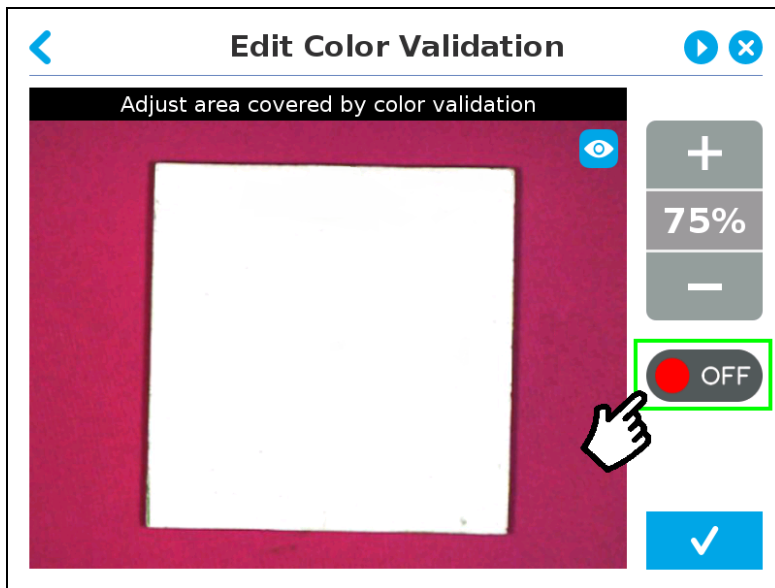 Edit Color Validation
Adjust area covered by color validation
+
75%
−
OFF